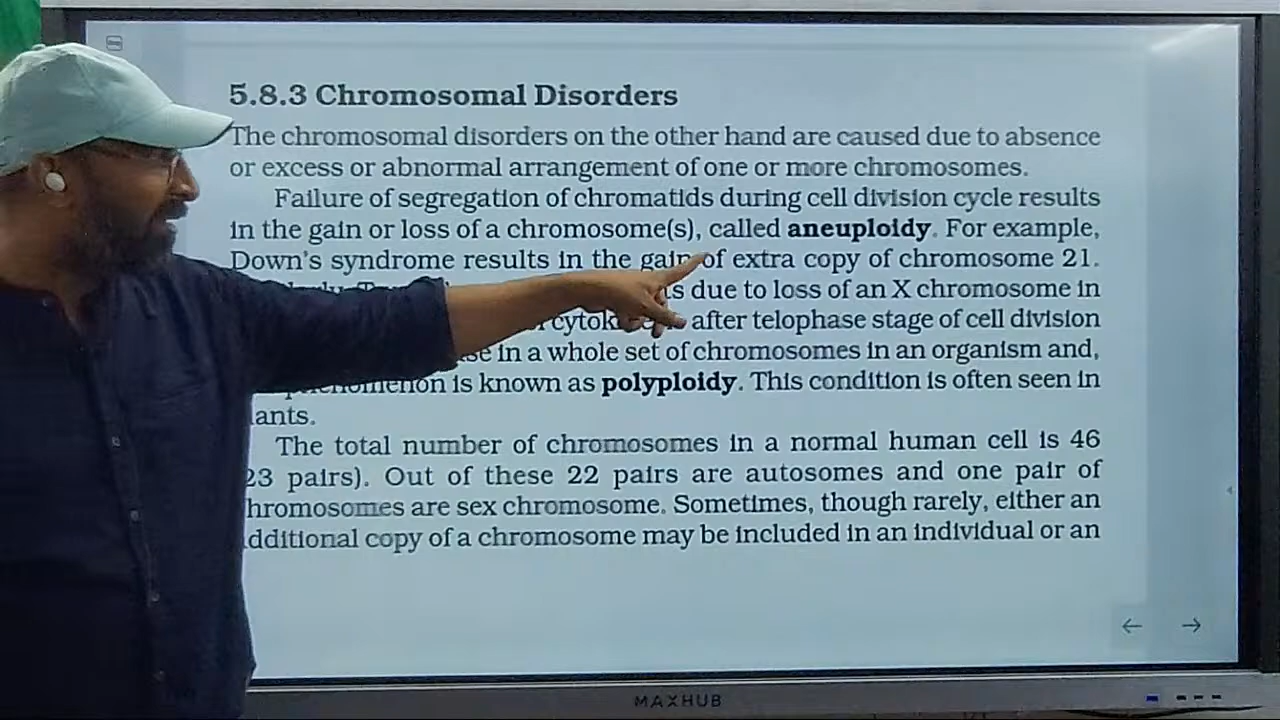 5.8.3 Chromosomal Disorders
The chromosomal disorders on the other hand are caused due to absence
or excess or abnormal arrangement of one or more chromosomes.
Failure of segregation of chromatids during cell division cycle results
in the gain or loss of a chromosome(s), called aneuploidy. For example,
Down's syndrome results in the gain of extra copy of chromosome 21.
due to loss of an X chromosome in
after telophase stage of cell division
in a whole set of chromosomes in an organism and,
is known as polyploidy. This condition is often seen in
The total number of chromosomes in a normal human cell is 46
23 pairs). Out of these 22 pairs are autosomes and one pair of
are sex chromosome. Sometimes, though rarely, either an
copy of a chromosome may be included in an individual or an
MAXHUB